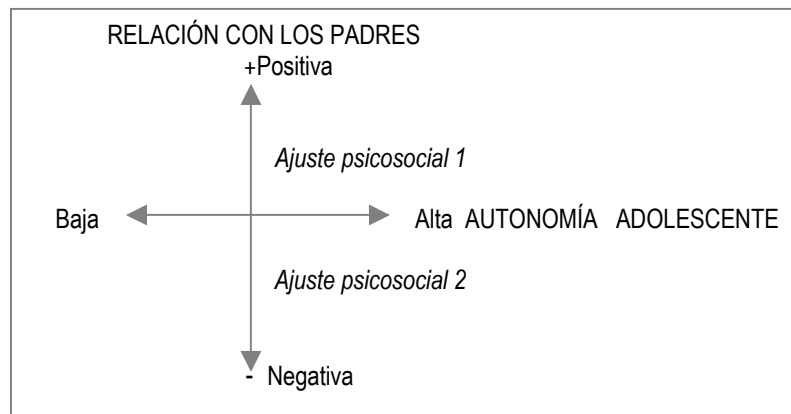 RELACIÓN CON LOS PADRES
+Positiva
Ajuste psicosocial 1
Baja
Alta AUTONOMÍA ADOLESCENTE
Ajuste psicosocial 2
- Negativa